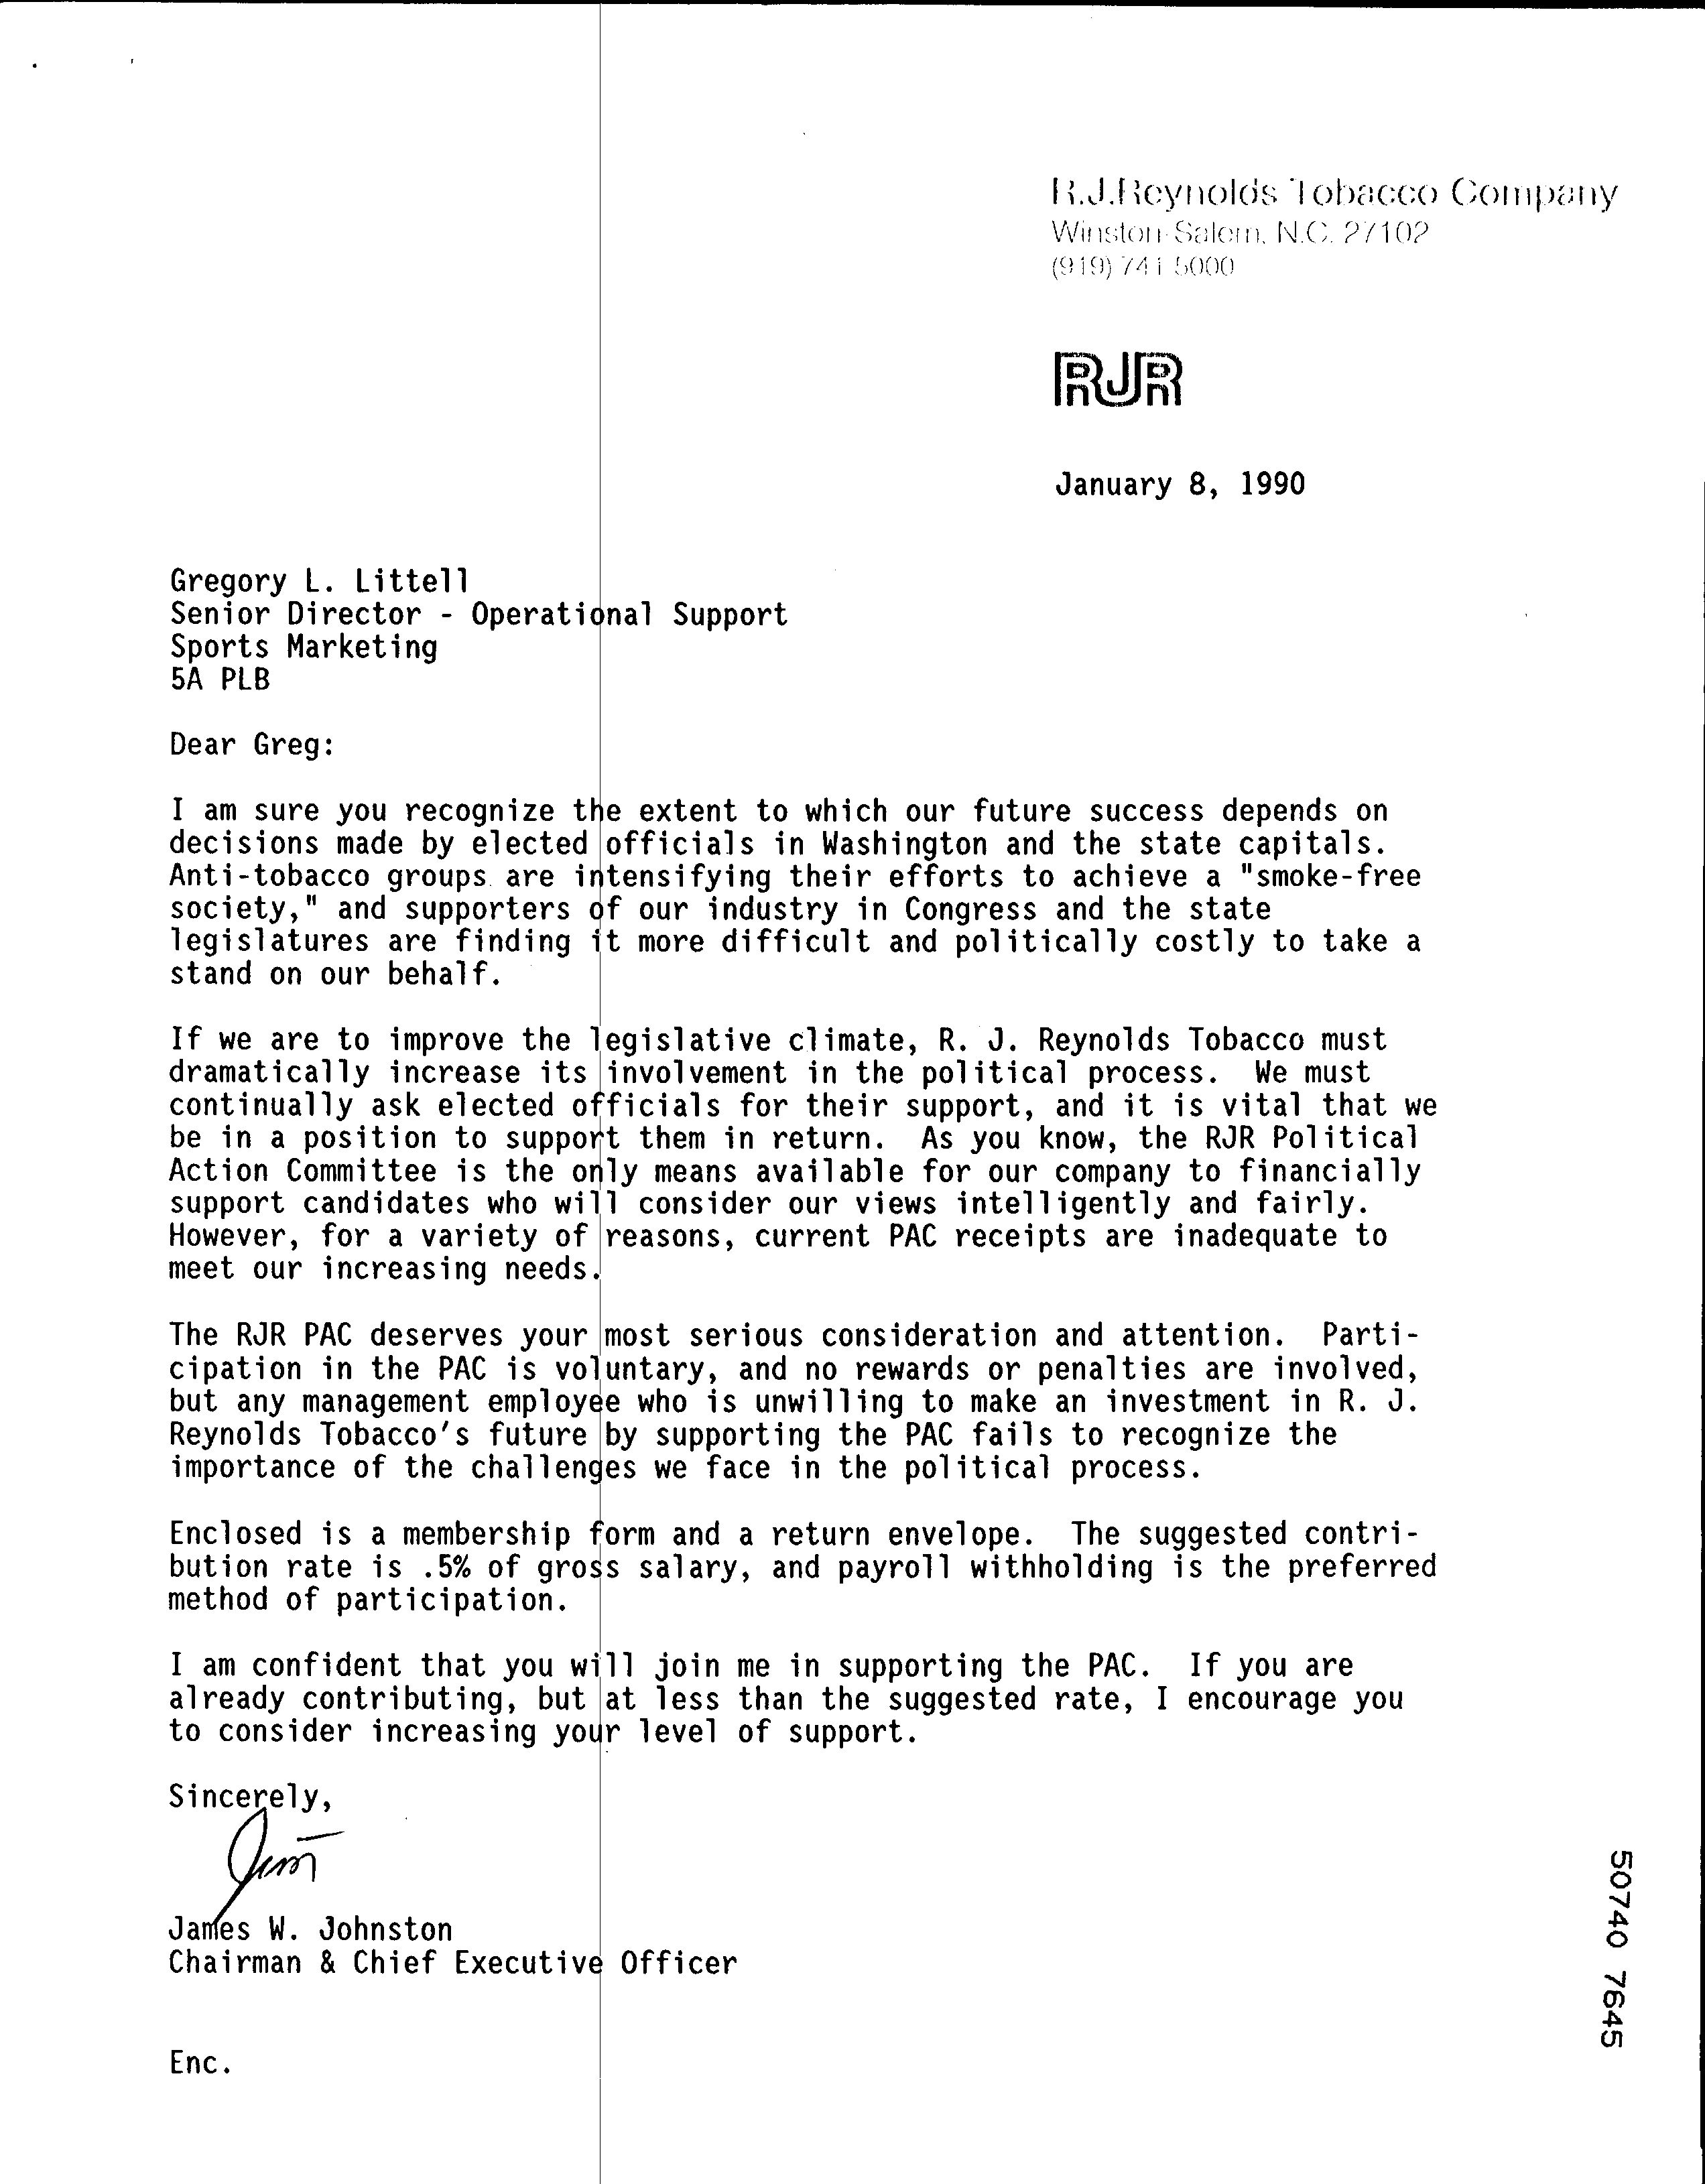 R.J.Reynolds Tobacco Company
Winston-Salem, N.C. 27102
(919) 741-5000
RJR
January 8, 1990
Gregory L. Littell
Senior Director - Operational Support
Sports Marketing
5A PLB
Dear Greg:
I am sure you recognize the extent to which our future success depends on
decisions made by elected officials in Washington and the state capitals.
Anti-tobacco groups are intensifying their efforts to achieve a "smoke-free
society," and supporters of our industry in Congress and the state
legislatures are finding it more difficult and politically costly to take a
stand on our behalf.
If we are to improve the legislative climate, R. J. Reynolds Tobacco must
dramatically increase its involvement in the political process. We must
continually ask elected officials for their support, and it is vital that we
be in a position to support them in return. As you know, the RJR Political
Action Committee is the only means available for our company to financially
support candidates who will consider our views intelligently and fairly.
However, for a variety of reasons, current PAC receipts are inadequate to
meet our increasing needs.
The RJR PAC deserves your most serious consideration and attention. Parti-
cipation in the PAC is voluntary, and no rewards or penalties are involved,
but any management employee who is unwilling to make an investment in R. J.
Reynolds Tobacco's future by supporting the PAC fails to recognize the
importance of the challenges we face in the political process.
Enclosed is a membership form and a return envelope. The suggested contri-
bution rate is .5% of gross salary, and payroll withholding is the preferred
method of participation.
I am confident that you will join me in supporting the PAC. If you are
already contributing, but at less than the suggested rate, I encourage you
to consider increasing your level of support.
Sincerely,
Jim
James W. Johnston
Chairman & Chief Executive Officer
Enc.
50740 7645